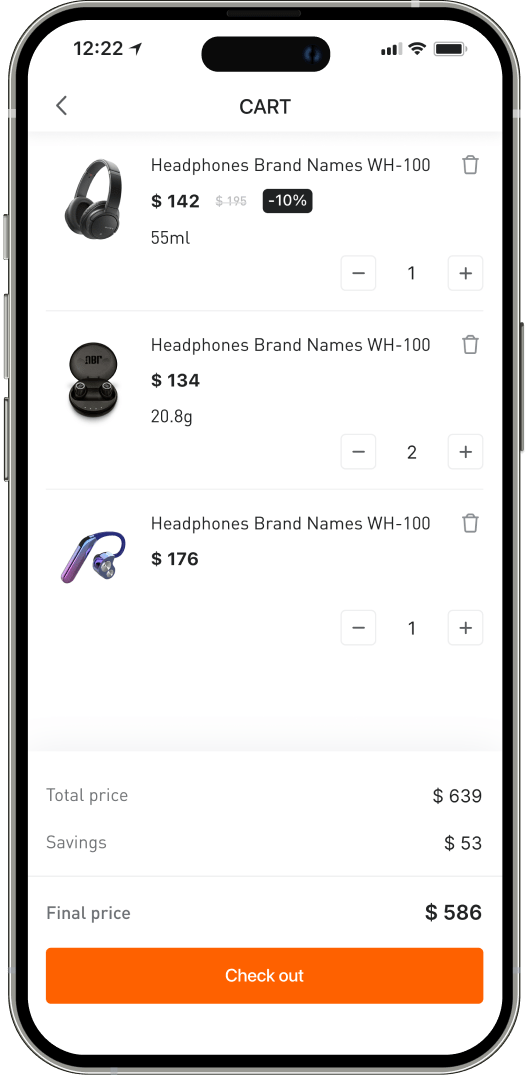 12:22
CART
Headphones Brand Names WH-100
$ 142 $ 195 -10%
55ml
− 1 +
JBL
Headphones Brand Names WH-100
$ 134
20.8g
− 2 +
Headphones Brand Names WH-100
$ 176
− 1 +
Total price $ 639
Savings $ 53
Final price $ 586
Check out